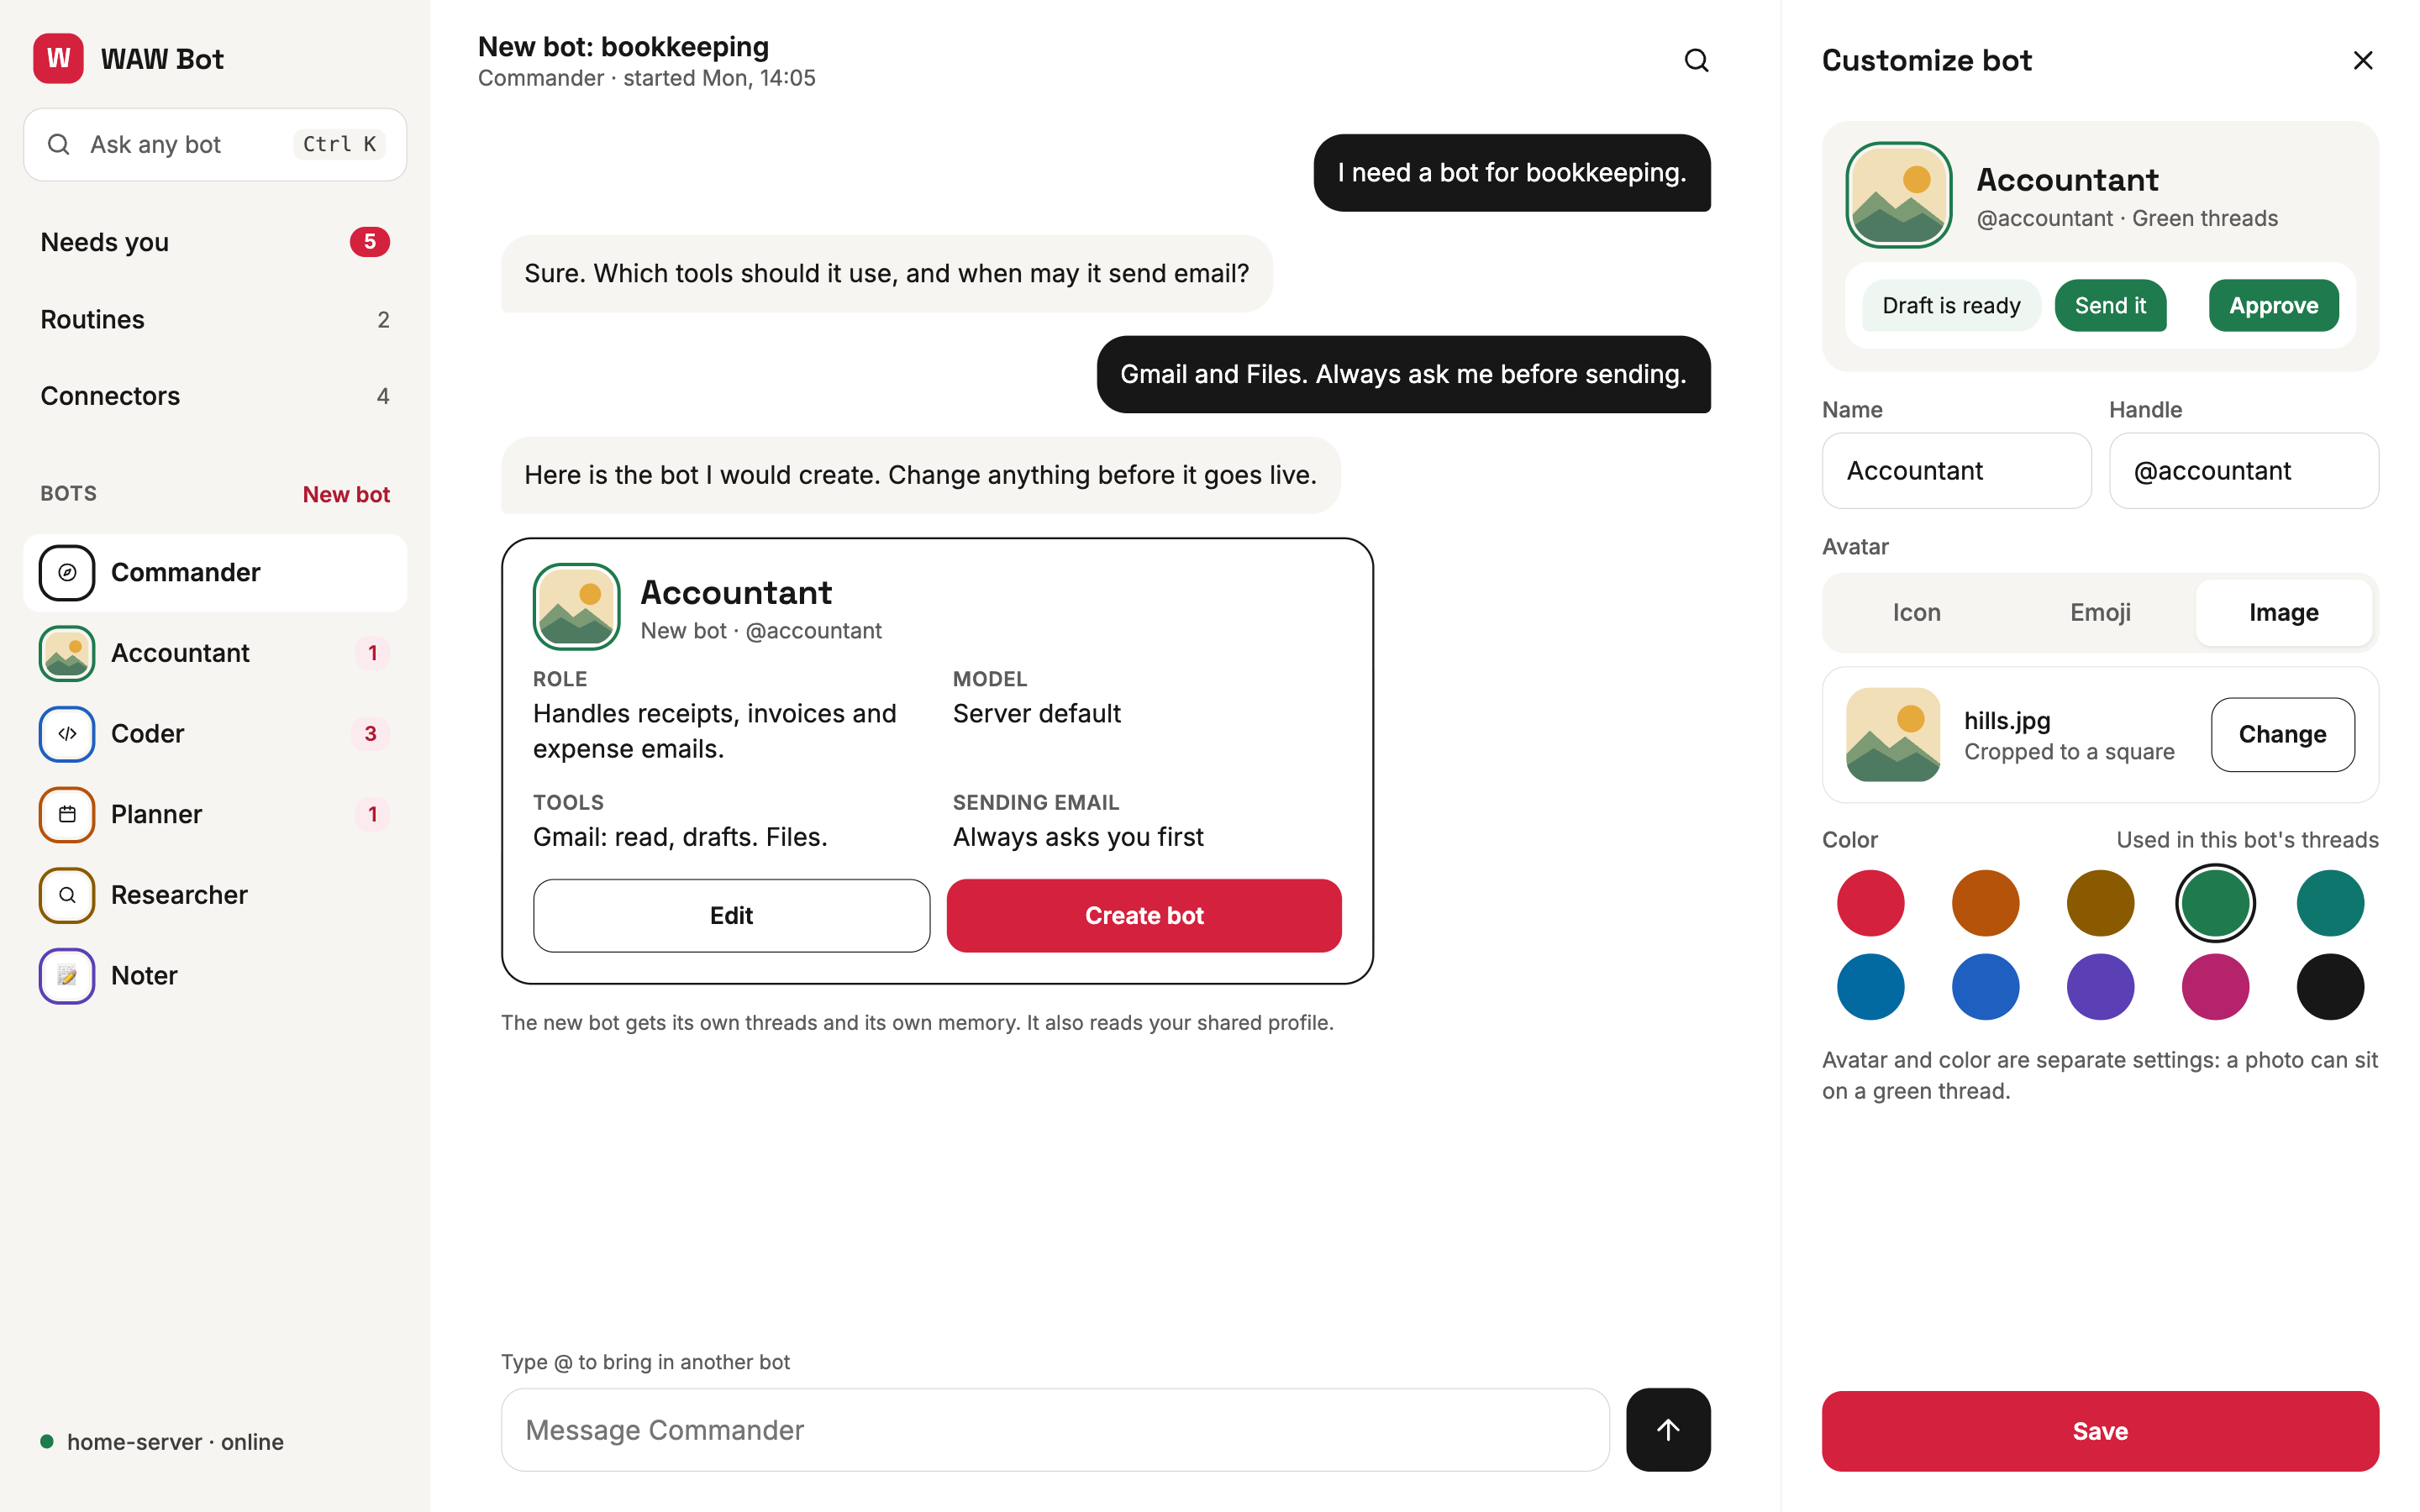 W WAW Bot
Ask any bot Ctrl K
Needs you 5
Routines 2
Connectors 4
BOTS New bot
Commander
Accountant 1
Coder 3
Planner 1
Researcher
Noter
home-server · online
New bot: bookkeeping
Commander · started Mon, 14:05
I need a bot for bookkeeping.
Sure. Which tools should it use, and when may it send email?
Gmail and Files. Always ask me before sending.
Here is the bot I would create. Change anything before it goes live.
Accountant
New bot · @accountant
ROLE
Handles receipts, invoices and
expense emails.
MODEL
Server default
TOOLS
Gmail: read, drafts. Files.
SENDING EMAIL
Always asks you first
Edit Create bot
The new bot gets its own threads and its own memory. It also reads your shared profile.
Type @ to bring in another bot
Message Commander
Customize bot
Accountant
@accountant · Green threads
Draft is ready Send it Approve
Name Handle
Accountant @accountant
Avatar
Icon Emoji Image
hills.jpg
Cropped to a square
Change
Color Used in this bot's threads
Avatar and color are separate settings: a photo can sit
on a green thread.
Save